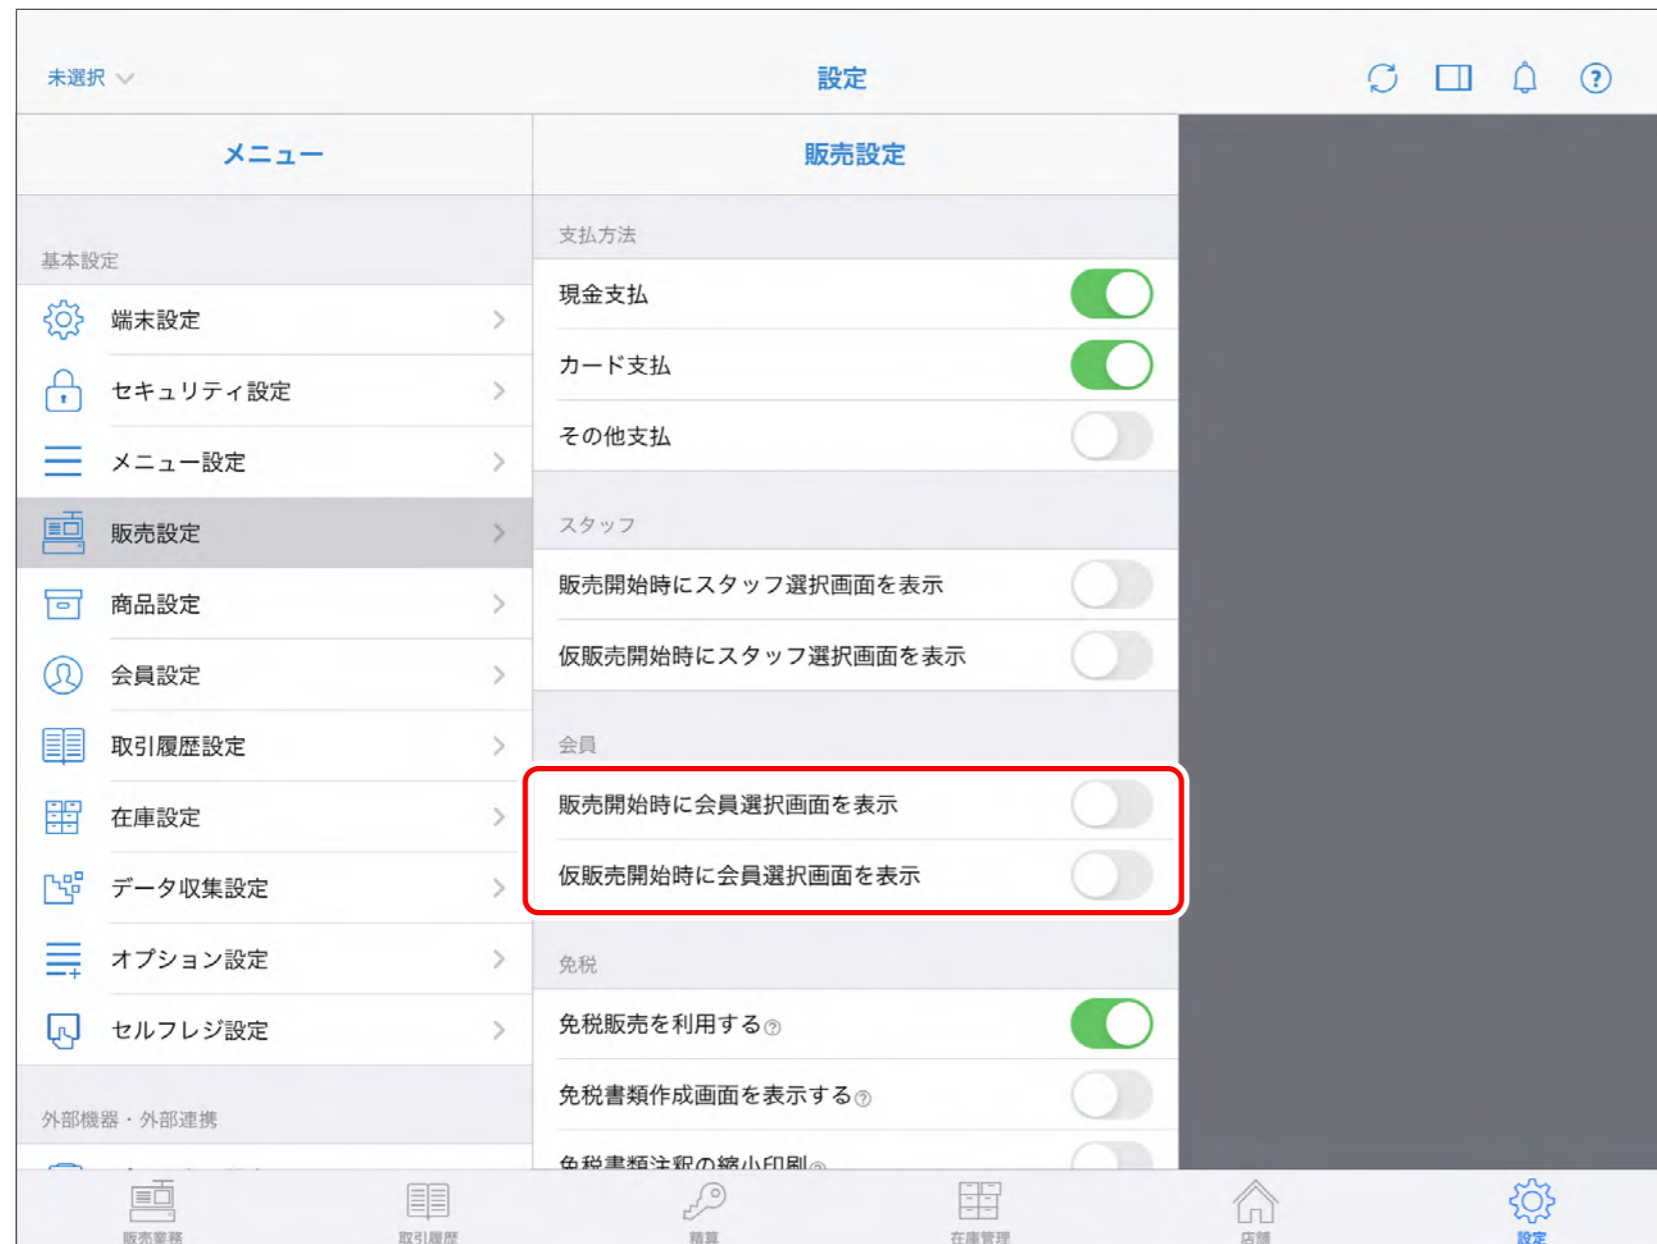 未選択
設定
メニュー
販売設定
基本設定
端末設定
セキュリティ設定
メニュー設定
販売設定
商品設定
会員設定
取引履歴設定
在庫設定
データ収集設定
オプション設定
セルフレジ設定
外部機器・外部連携
支払方法
現金支払
カード支払
その他支払
スタッフ
販売開始時にスタッフ選択画面を表示
仮販売開始時にスタッフ選択画面を表示
会員
販売開始時に会員選択画面を表示
仮販売開始時に会員選択画面を表示
免税
免税販売を利用する?
免税書類作成画面を表示する?
免税書類注釈の縮小印刷?
販売業務
取引履歴
精算
在庫管理
店舗
設定